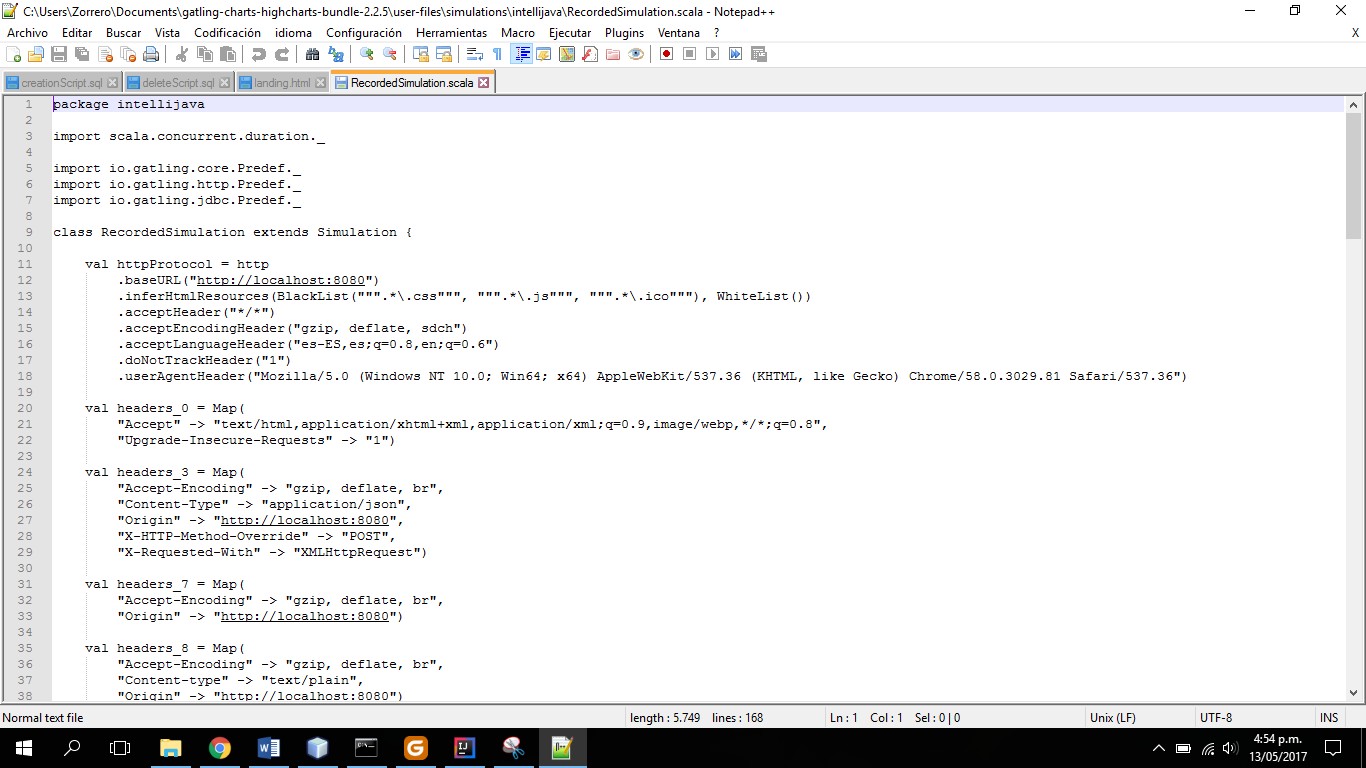 C:\Users\Zorrero\Documents\gatling-charts-highcharts-bundle-2.2.5\user-files\simulations\intellijava\RecordedSimulation.scala - Notepad++
Archivo Editar Buscar Vista Codificación idioma Configuración Herramientas Macro Ejecutar Plugins Ventana ? X
creationScript.sql deleteScript.sql landing.html RecordedSimulation.scala
1 package intellijava
2
3 import scala.concurrent.duration._
4
5 import io.gatling.core.Predef._
6 import io.gatling.http.Predef._
7 import io.gatling.jdbc.Predef._
8
9 class RecordedSimulation extends Simulation {
10
11 val httpProtocol = http
12 .baseURL("http://localhost:8080")
13 .inferHtmlResources(BlackList(""".*\.css""", """.*\.js""", """.*\.ico"""), WhiteList())
14 .acceptHeader("*/*")
15 .acceptEncodingHeader("gzip, deflate, sdch")
16 .acceptLanguageHeader("es-ES,es;q=0.8,en;q=0.6")
17 .doNotTrackHeader("1")
18 .userAgentHeader("Mozilla/5.0 (Windows NT 10.0; Win64; x64) AppleWebKit/537.36 (KHTML, like Gecko) Chrome/58.0.3029.81 Safari/537.36")
19
20 val headers_0 = Map(
21 "Accept" -> "text/html,application/xhtml+xml,application/xml;q=0.9,image/webp,*/*;q=0.8",
22 "Upgrade-Insecure-Requests" -> "1")
23
24 val headers_3 = Map(
25 "Accept-Encoding" -> "gzip, deflate, br",
26 "Content-Type" -> "application/json",
27 "Origin" -> "http://localhost:8080",
28 "X-HTTP-Method-Override" -> "POST",
29 "X-Requested-With" -> "XMLHttpRequest")
30
31 val headers_7 = Map(
32 "Accept-Encoding" -> "gzip, deflate, br",
33 "Origin" -> "http://localhost:8080")
34
35 val headers_8 = Map(
36 "Accept-Encoding" -> "gzip, deflate, br",
37 "Content-type" -> "text/plain",
38 "Origin" -> "http://localhost:8080")
Normal text file length : 5.749 lines : 168 Ln : 1 Col : 1 Sel : 0 | 0 Unix (LF) UTF-8 INS
4:54 p.m.
13/05/2017